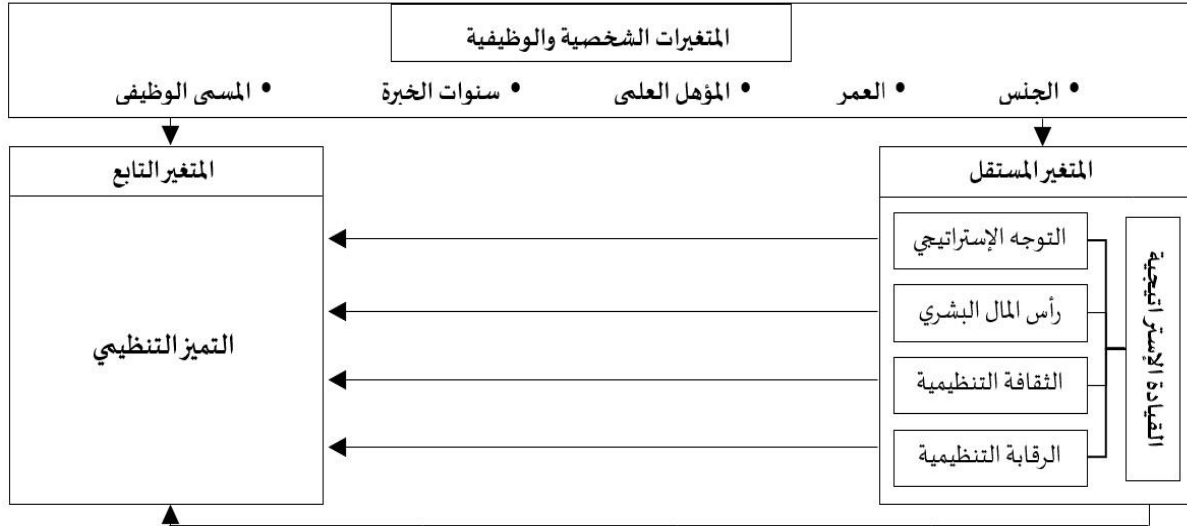 المتغيرات الشخصية والوظيفية
• الجنس • العمر • المؤهل العلمى • سنوات الخبرة • المسمى الوظيفى
المتغير المستقل
القيادة الإستراتيجية
التوجه الإستراتيجي
رأس المال البشري
الثقافة التنظيمية
الرقابة التنظيمية
المتغير التابع
التميز التنظيمي